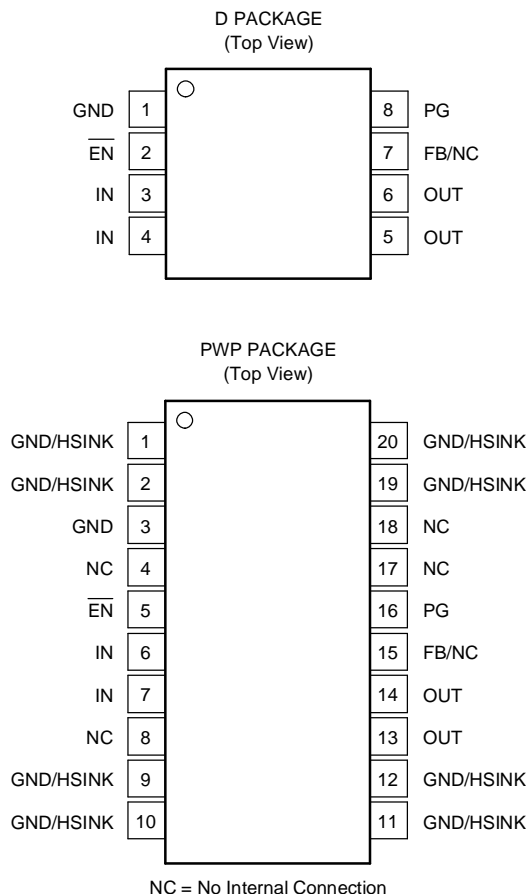 D PACKAGE
(Top View)
GND 1 8 PG
EN 2 7 FB/NC
IN 3 6 OUT
IN 4 5 OUT
PWP PACKAGE
(Top View)
GND/HSINK 1 20 GND/HSINK
GND/HSINK 2 19 GND/HSINK
GND 3 18 NC
NC 4 17 NC
EN 5 16 PG
IN 6 15 FB/NC
IN 7 14 OUT
NC 8 13 OUT
GND/HSINK 9 12 GND/HSINK
GND/HSINK 10 11 GND/HSINK
NC = No Internal Connection